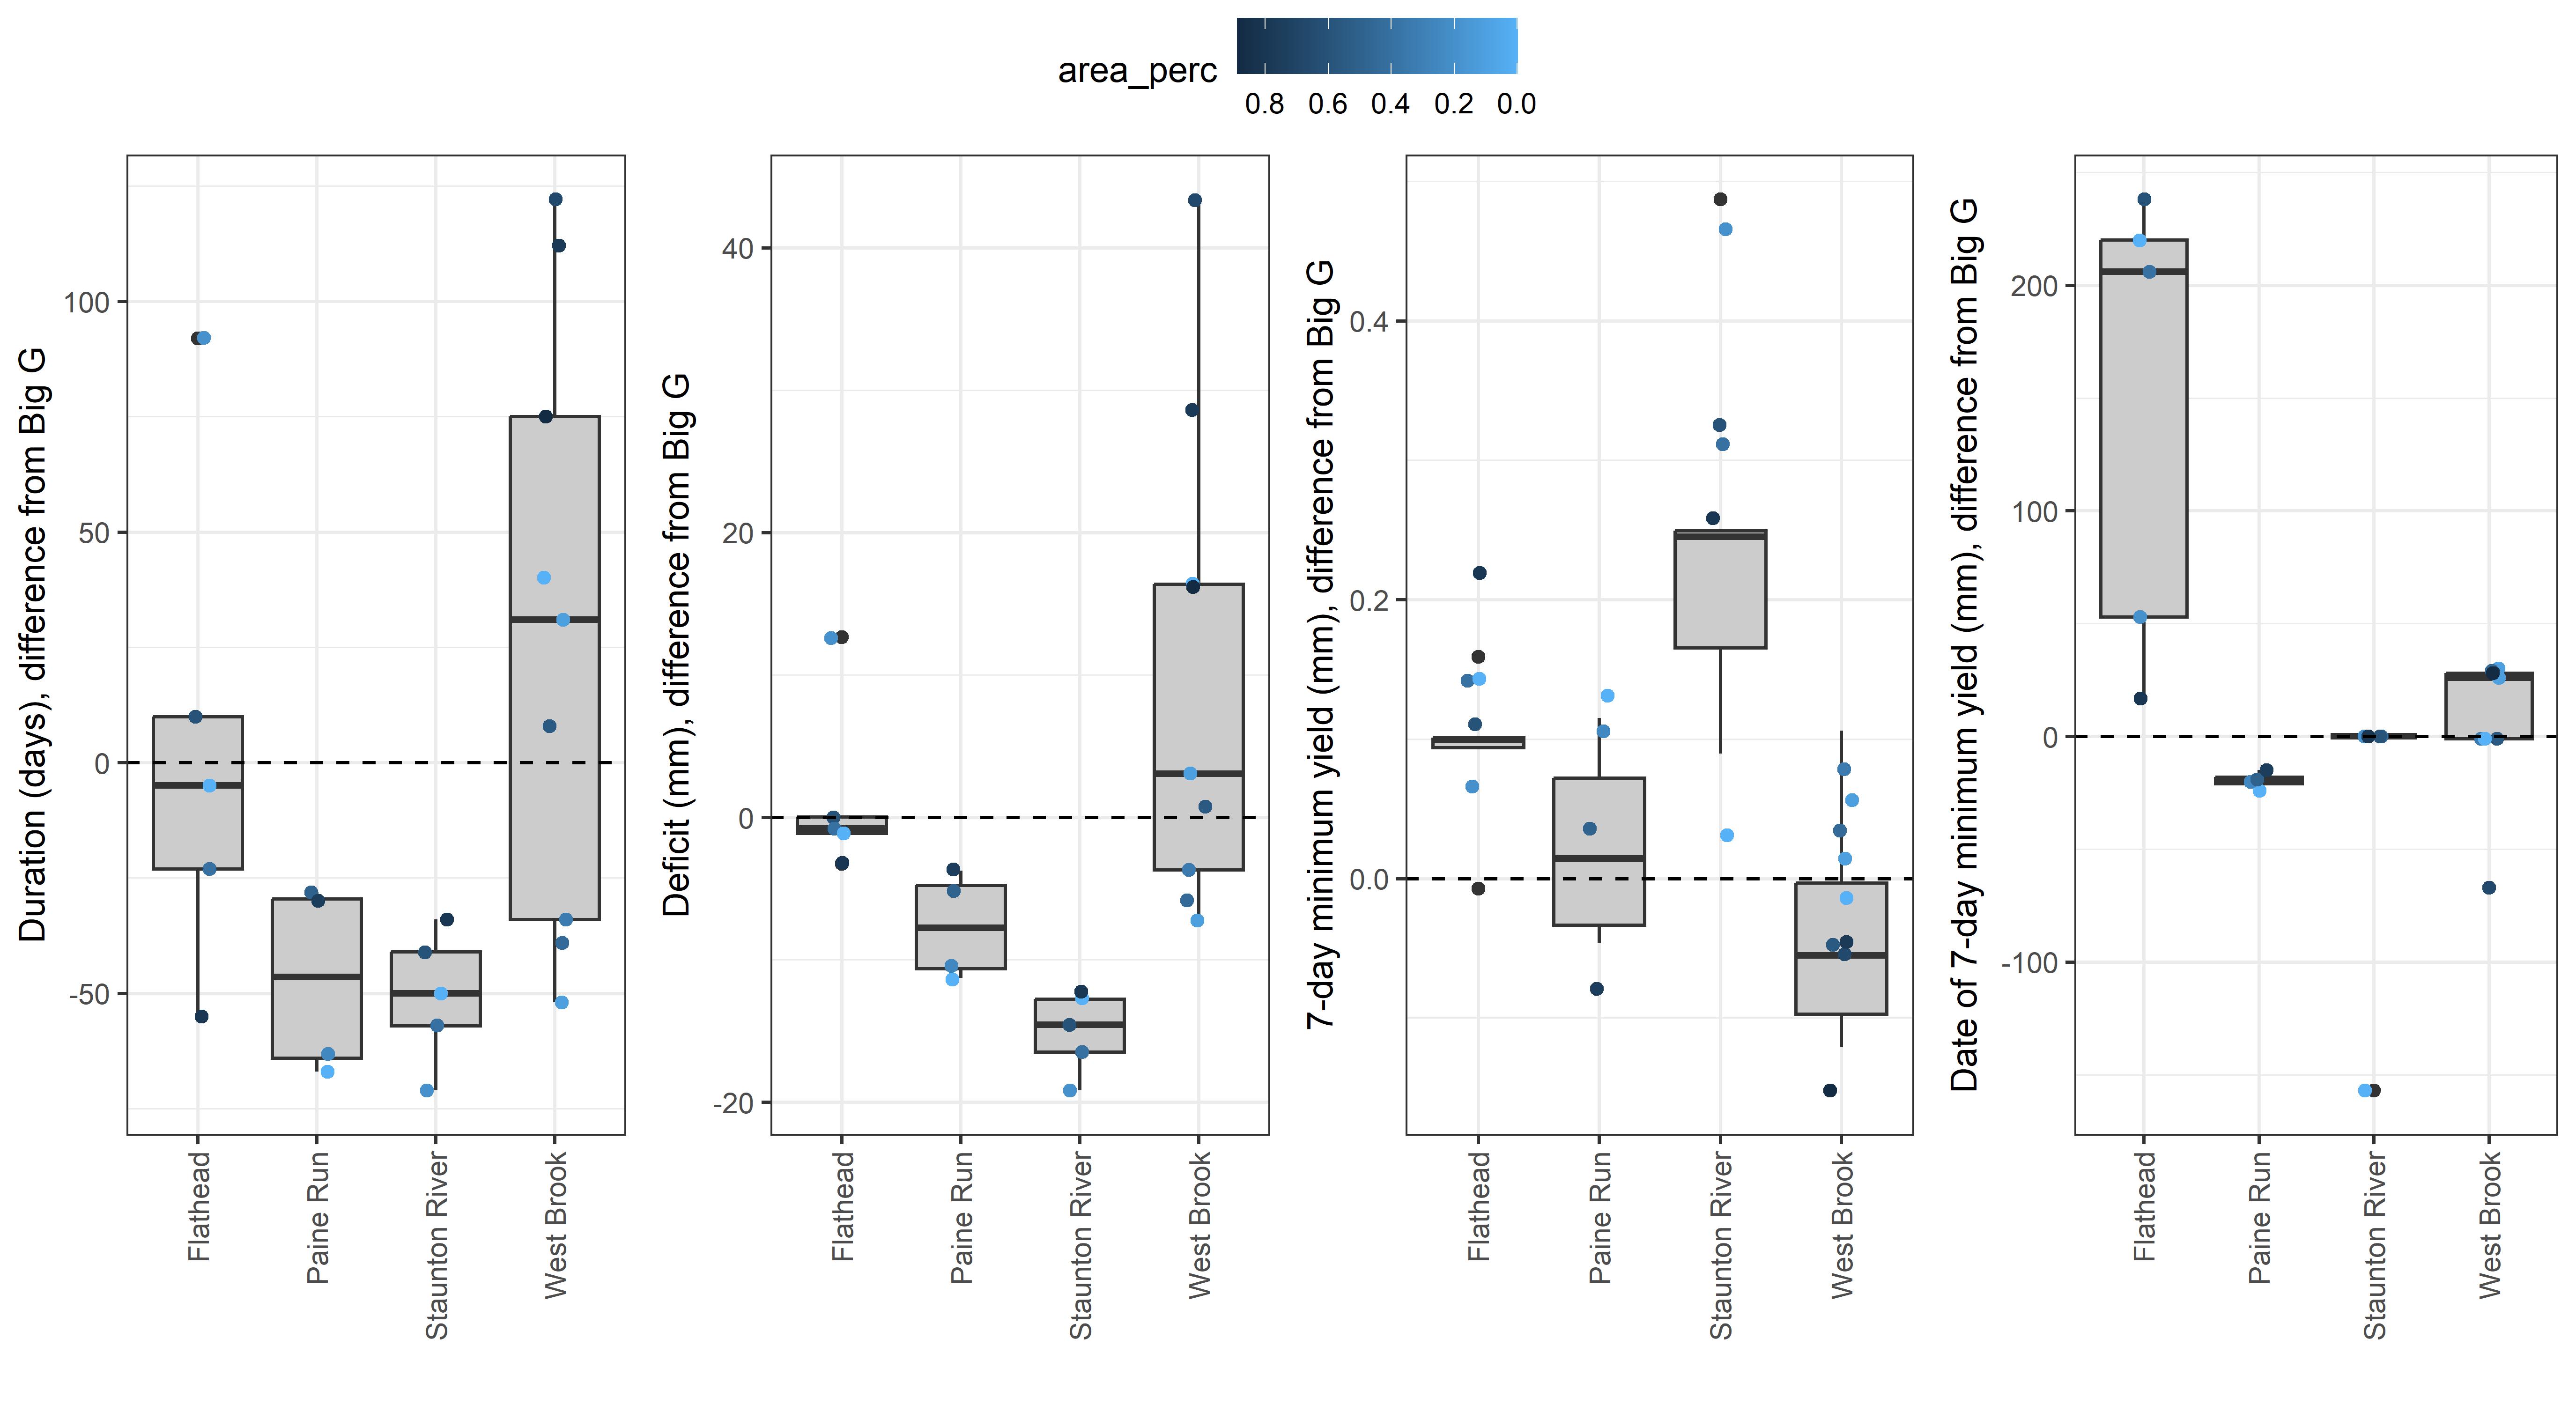 area_perc
0.8 0.6 0.4 0.2 0.0
Duration (days), difference from Big G
100
50
0
-50
Flathead
Paine Run
Staunton River
West Brook
Deficit (mm), difference from Big G
40
20
0
-20
Flathead
Paine Run
Staunton River
West Brook
7-day minimum yield (mm), difference from Big G
0.4
0.2
0.0
Flathead
Paine Run
Staunton River
West Brook
Date of 7-day minimum yield (mm), difference from Big G
200
100
0
-100
Flathead
Paine Run
Staunton River
West Brook